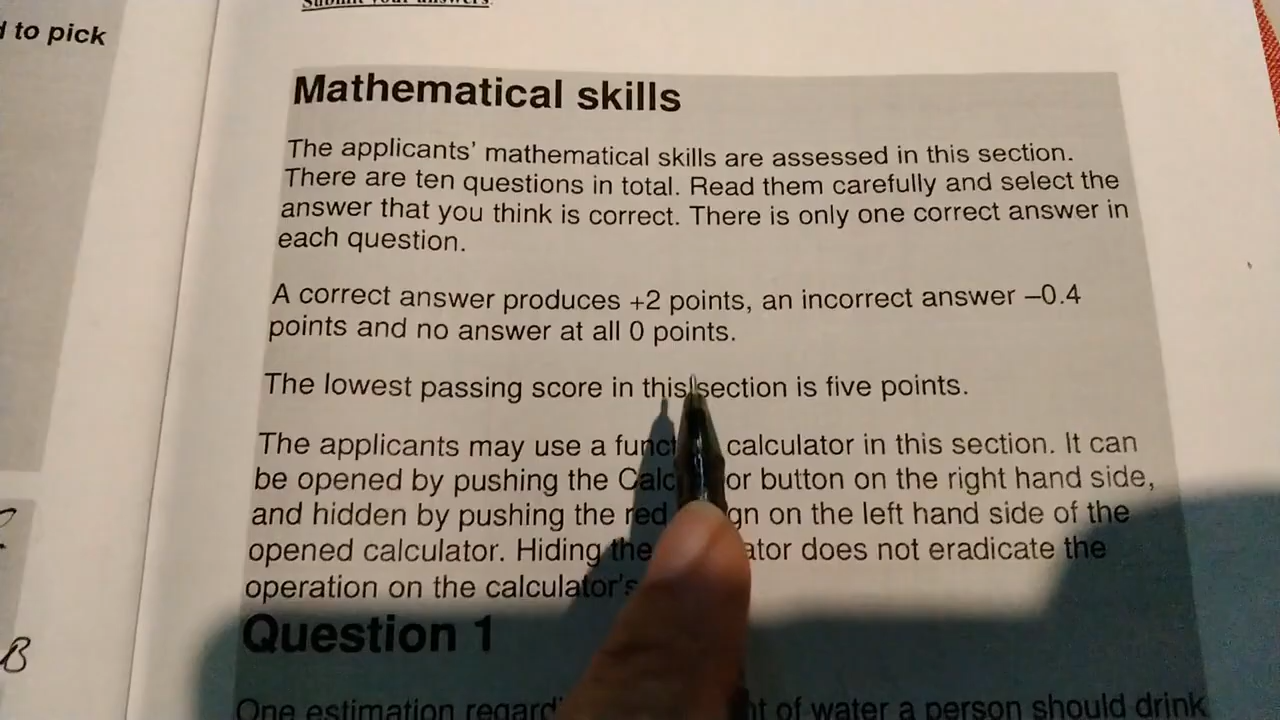 to pick
Submit your answers.
Mathematical skills
The applicants' mathematical skills are assessed in this section.
There are ten questions in total. Read them carefully and select the
answer that you think is correct. There is only one correct answer in
each question.
A correct answer produces +2 points, an incorrect answer –0.4
points and no answer at all 0 points.
The lowest passing score in this section is five points.
The applicants may use a calculator in this section. It can
be opened by pushing the button on the right hand side,
and hidden by pushing the red on the left hand side of the
opened calculator. Hiding the does not eradicate the
operation on the calculator's
B
Question 1
One estimation of water a person should drink